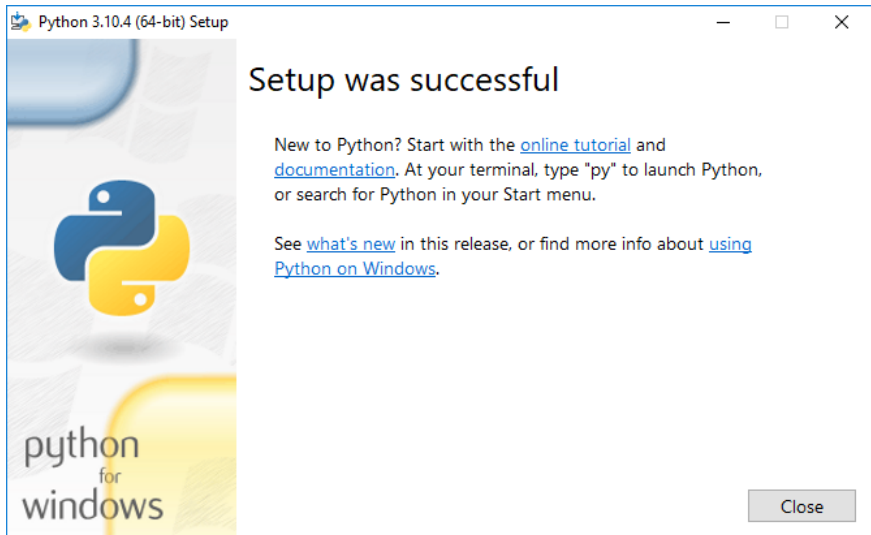 Python 3.10.4 (64-bit) Setup
Setup was successful
New to Python? Start with the online tutorial and
documentation. At your terminal, type "py" to launch Python,
or search for Python in your Start menu.
See what's new in this release, or find more info about using
Python on Windows.
python
for
windows
Close